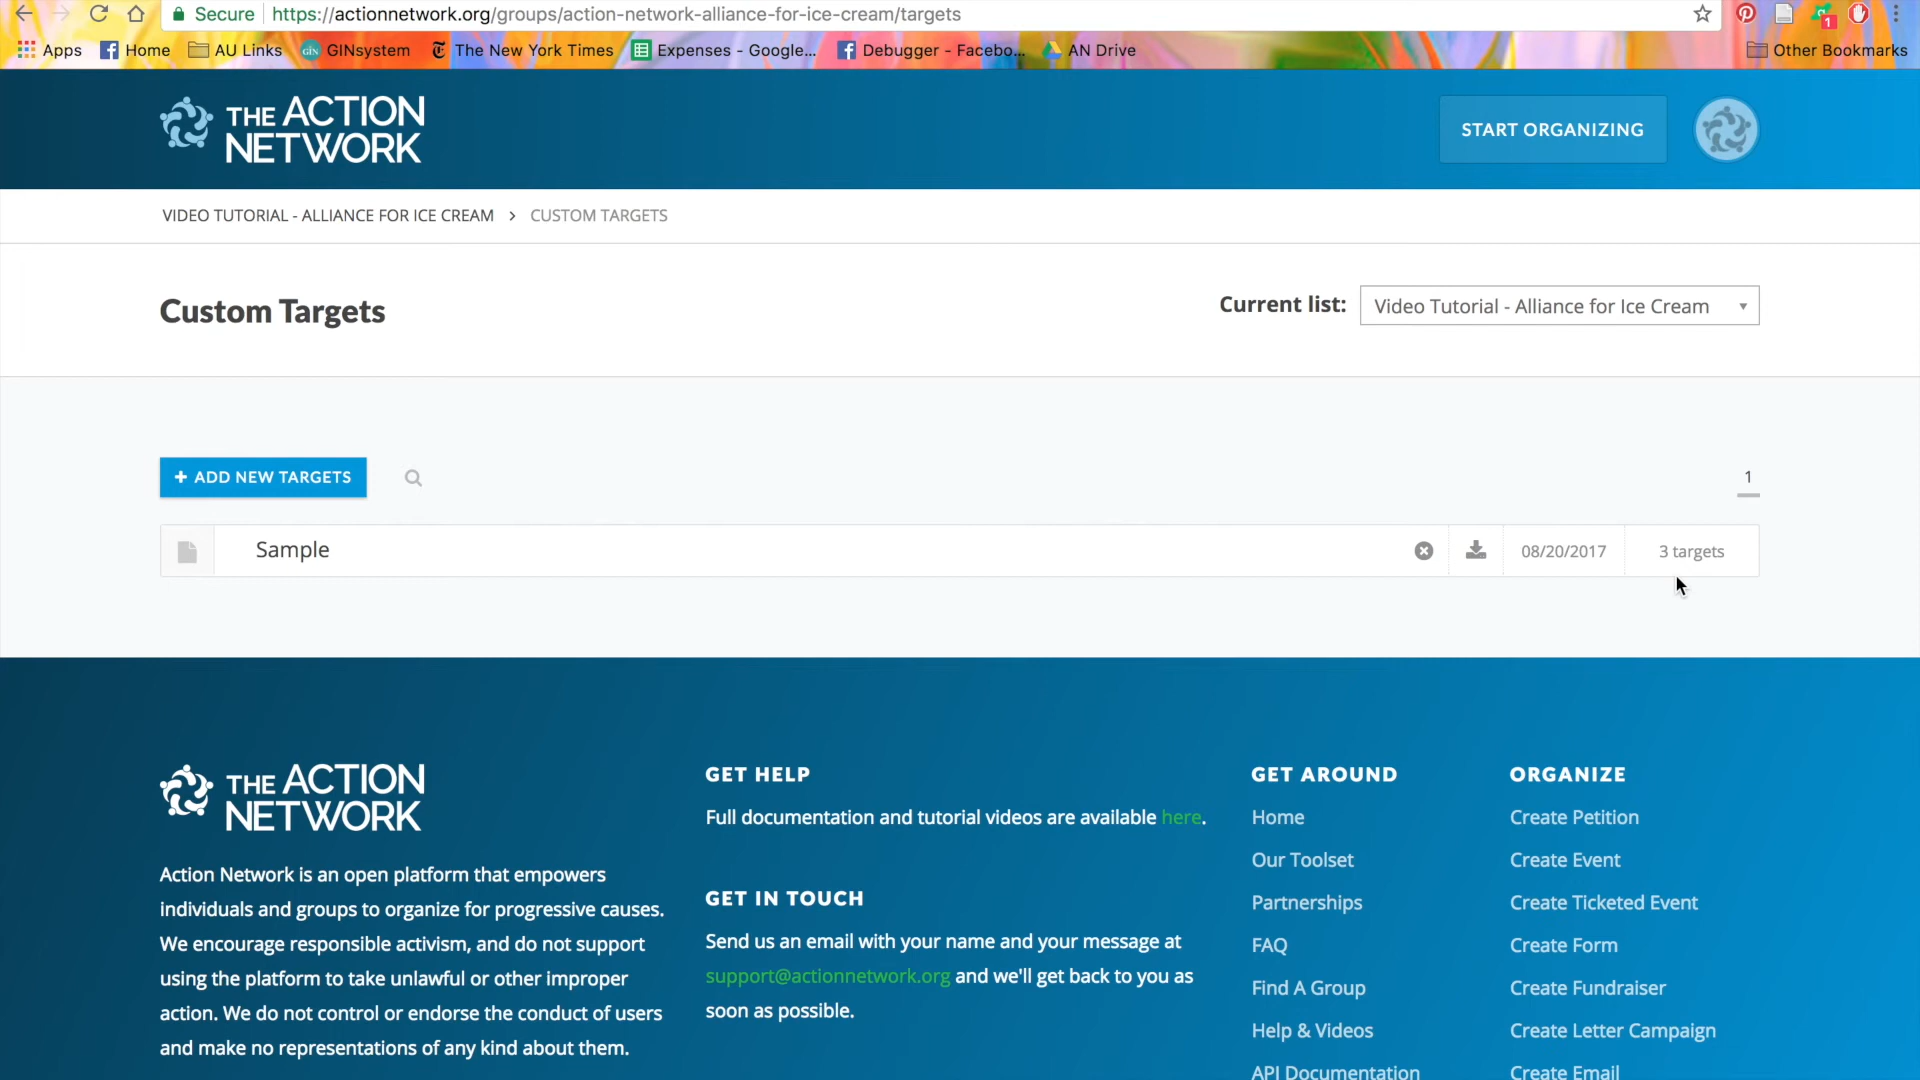 Secure https://actionnetwork.org/groups/action-network-alliance-for-ice-cream/targets
1
Apps Home AU Links GINsystem The New York Times Expenses - Google... Debugger - Facebo... AN Drive Other Bookmarks
THE ACTION
NETWORK
START ORGANIZING
VIDEO TUTORIAL - ALLIANCE FOR ICE CREAM > CUSTOM TARGETS
Custom Targets
Current list: Video Tutorial - Alliance for Ice Cream
+ ADD NEW TARGETS
1
Sample 08/20/2017 3 targets
THE ACTION
NETWORK
Action Network is an open platform that empowers
individuals and groups to organize for progressive causes.
We encourage responsible activism, and do not support
using the platform to take unlawful or other improper
action. We do not control or endorse the conduct of users
and make no representations of any kind about them.
GET HELP
Full documentation and tutorial videos are available here.
GET IN TOUCH
Send us an email with your name and your message at
support@actionnetwork.org and we'll get back to you as
soon as possible.
GET AROUND
Home
Our Toolset
Partnerships
FAQ
Find A Group
Help & Videos
API Documentation
ORGANIZE
Create Petition
Create Event
Create Ticketed Event
Create Form
Create Fundraiser
Create Letter Campaign
Create Email